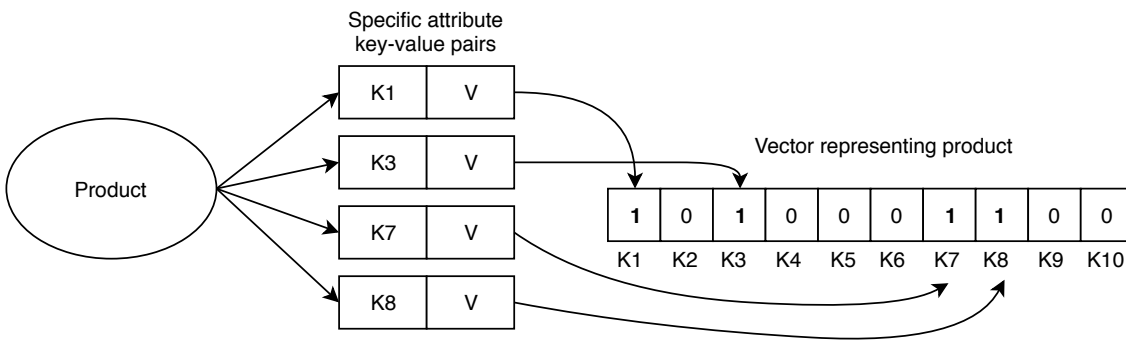 Specific attribute
key-value pairs
K1 V
K3 V
Product
K7 V
K8 V
Vector representing product
1 0 1 0 0 0 1 1 0 0
K1 K2 K3 K4 K5 K6 K7 K8 K9 K10